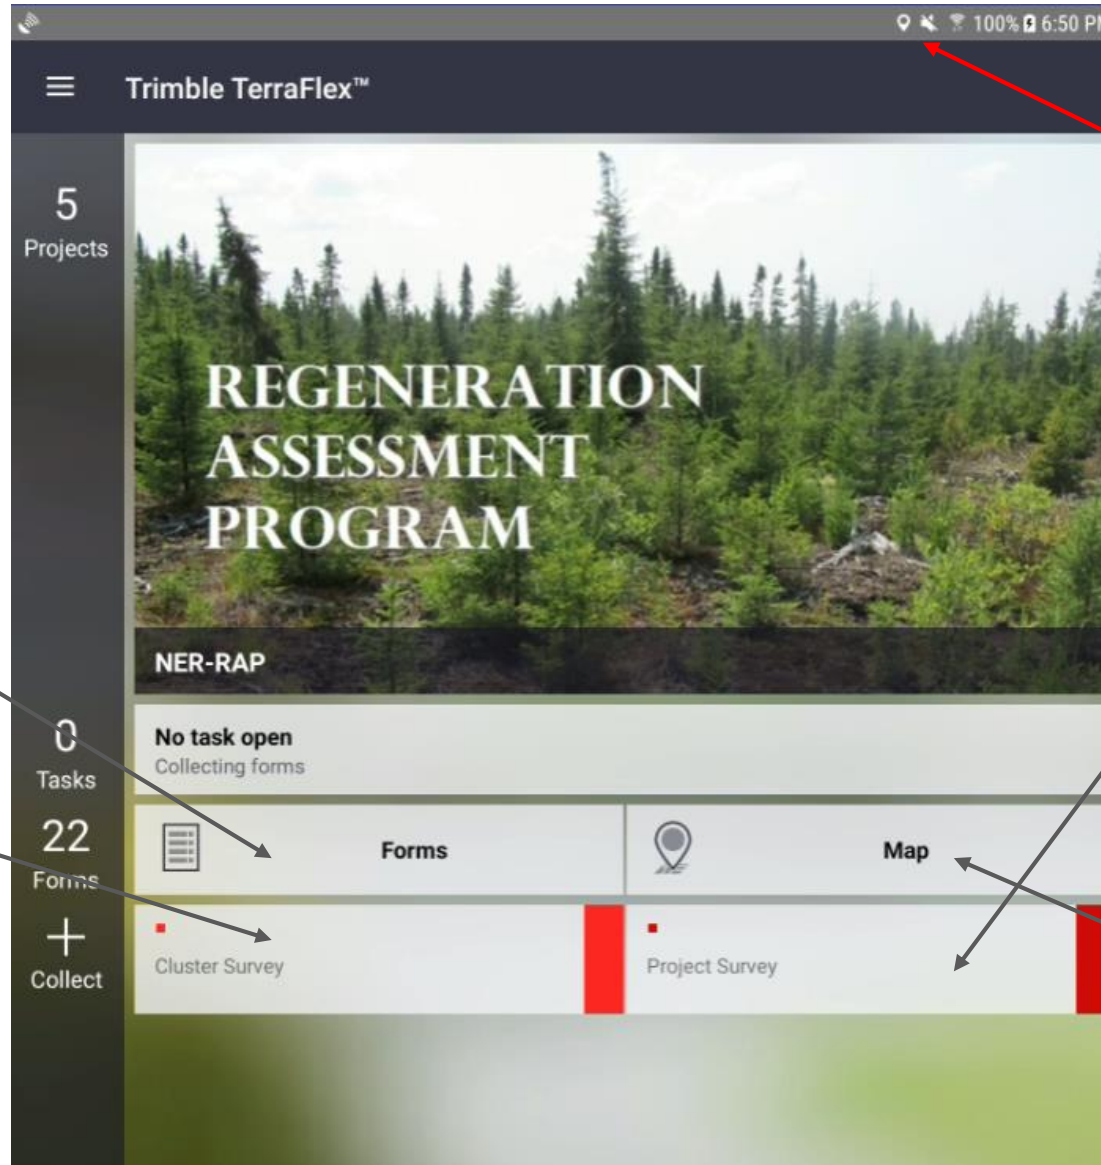 100% 6:50 PM
Trimble TerraFlex™
5
Projects
REGENERATION
ASSESSMENT
PROGRAM
NER-RAP
0
Tasks
No task open
Collecting forms
22
Forms
Forms
Map
Collect
Cluster Survey
Project Survey